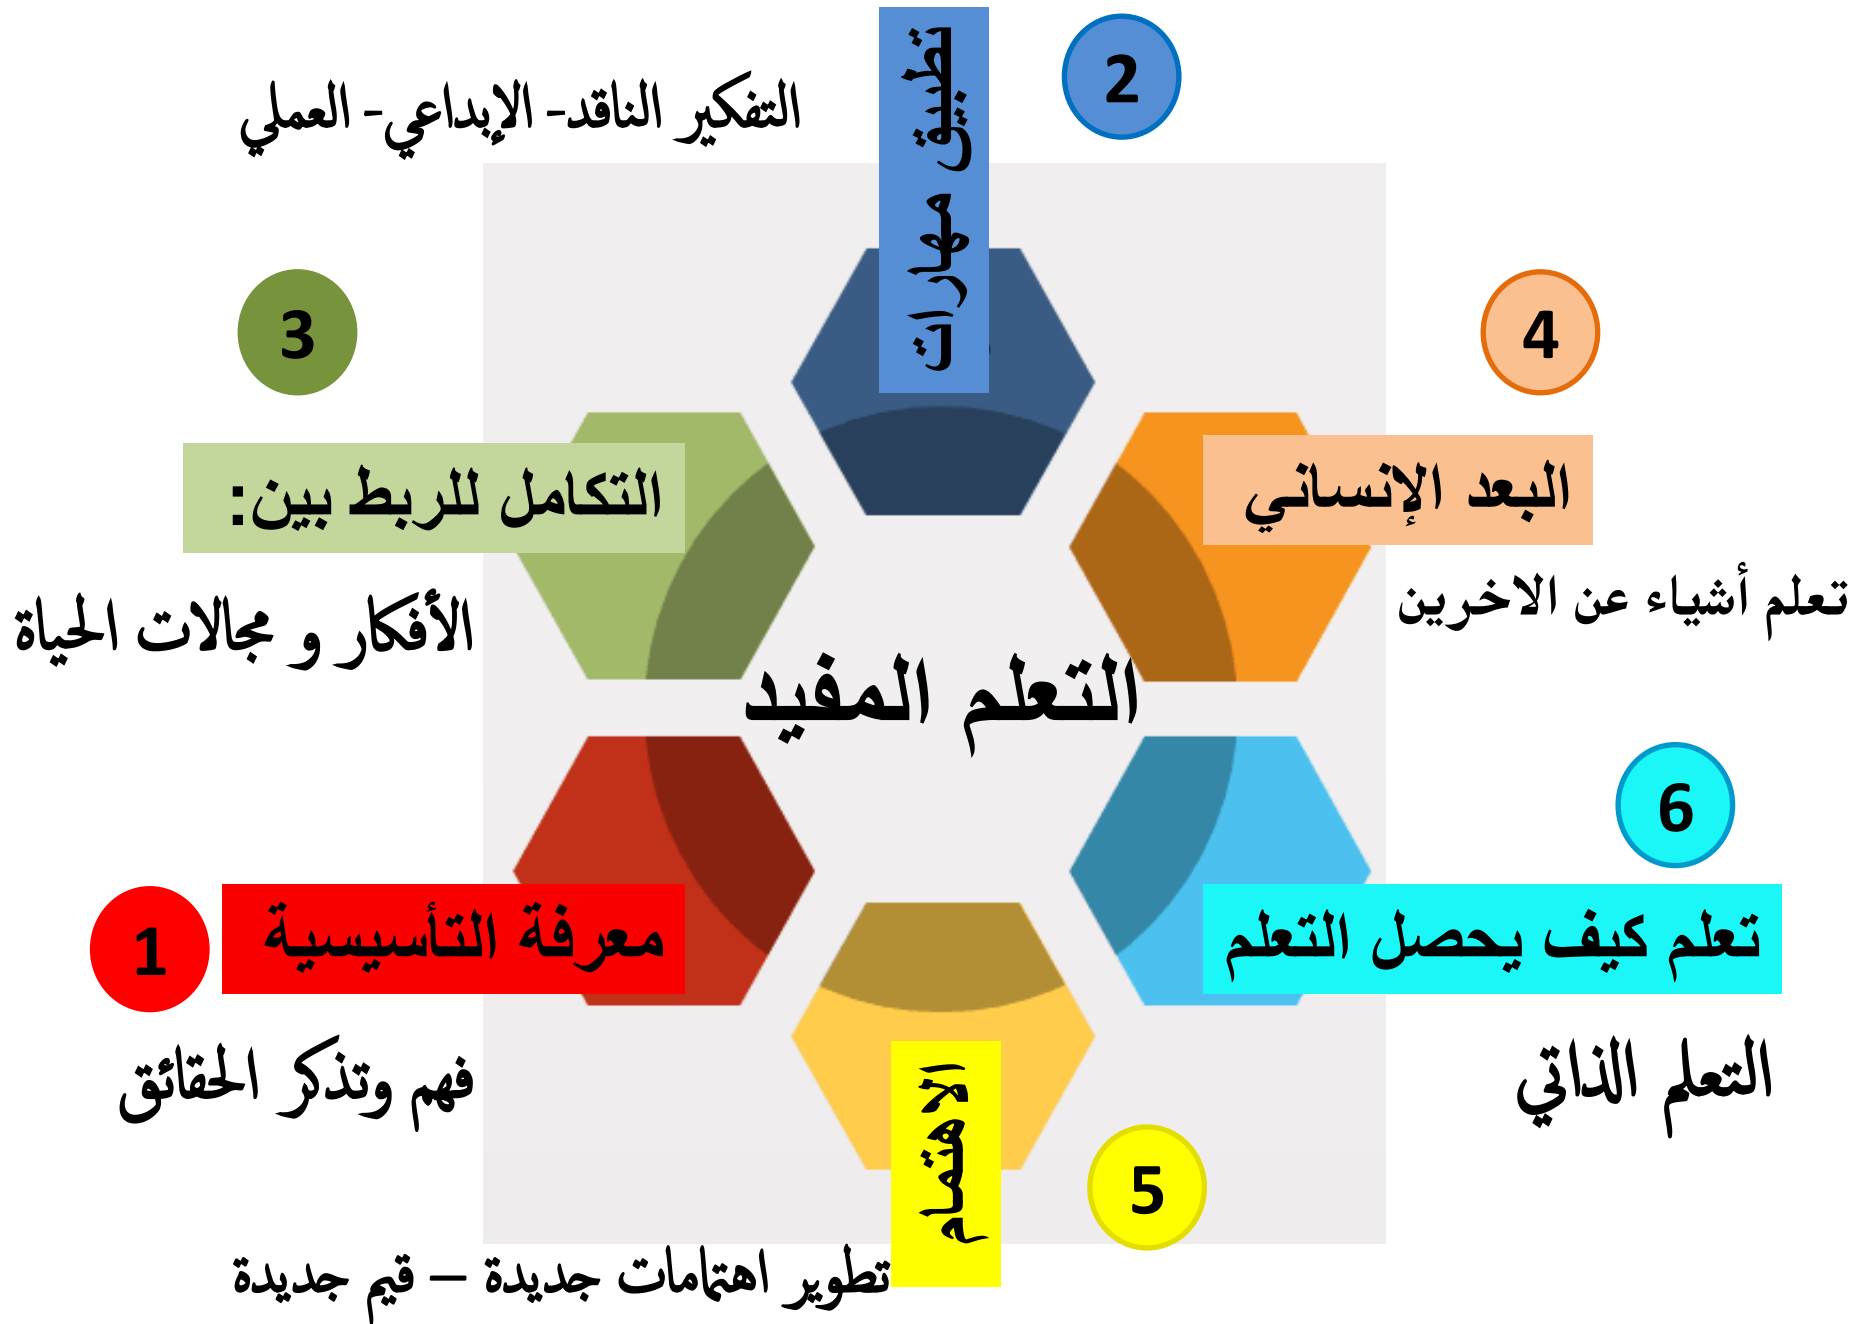 2
تطبيق مهارات
التفكير الناقد- الإبداعي- العملي
4
البعد الإنساني
تعلم أشياء عن الاخرين
3
التكامل للربط بين:
الأفكار و مجالات الحياة
التعلم المفيد
6
تعلم كيف يحصل التعلم
التعلم الذاتي
1
معرفة التأسيسية
فهم وتذكر الحقائق
5
الاهتمام
تطوير اهتمامات جديدة – قيم جديدة